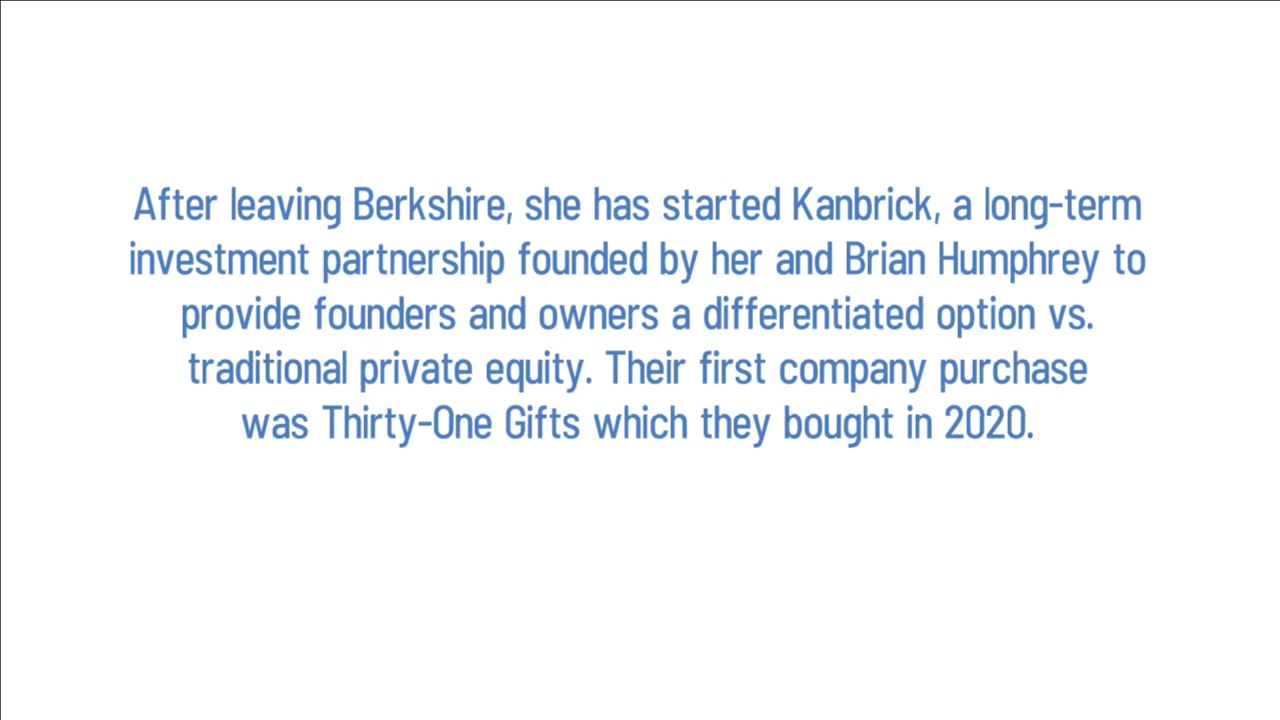 After leaving Berkshire, she has started Kanbrick, a long-term
investment partnership founded by her and Brian Humphrey to
provide founders and owners a differentiated option vs.
traditional private equity. Their first company purchase
was Thirty-One Gifts which they bought in 2020.